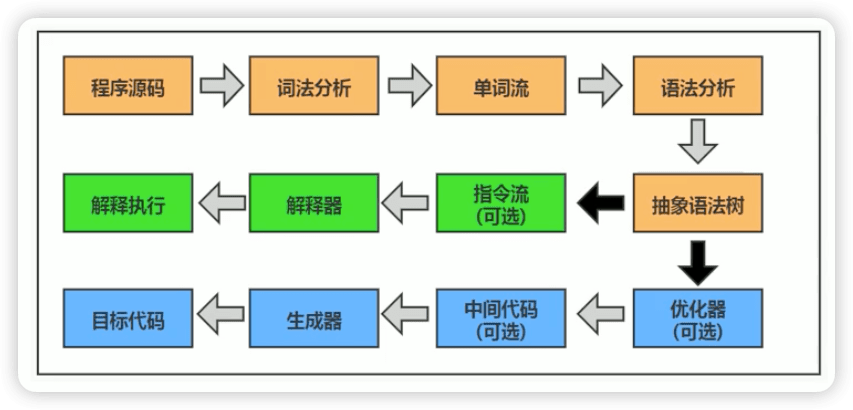 程序源码
词法分析
单词流
语法分析
解释执行
解释器
指令流
(可选)
抽象语法树
目标代码
生成器
中间代码
(可选)
优化器
(可选)